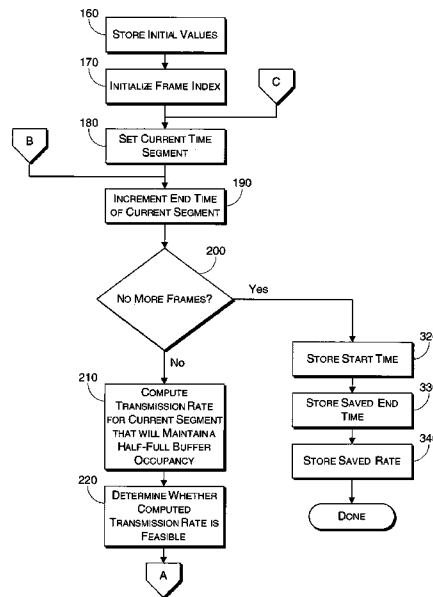 160
STORE INITIAL VALUES
170
INITIALIZE FRAME INDEX
C
180
B
SET CURRENT TIME
SEGMENT
190
INCREMENT END TIME
OF CURRENT SEGMENT
200
NO MORE FRAMES?
Yes
No
210
COMPUTE
TRANSMISSION RATE
FOR CURRENT SEGMENT
THAT WILL MAINTAIN A
HALF-FULL BUFFER
OCCUPANCY
220
DETERMINE WHETHER
COMPUTED
TRANSMISSION RATE IS
FEASIBLE
A
STORE START TIME
STORE SAVED END
TIME
STORE SAVED RATE
DONE